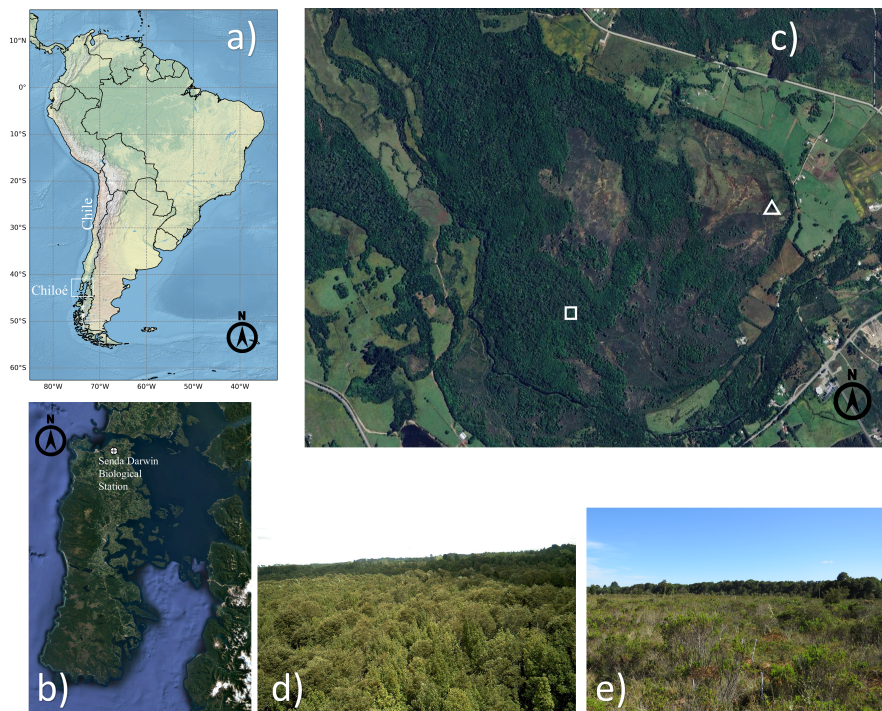 a)
10°N
0°
10°S
20°S
30°S
40°S
50°S
60°S
Chile
Chiloé
N
80°W
70°W
60°W
50°W
40°W
c)
N
N
Senda Darwin
Biological
Station
b)
d)
e)